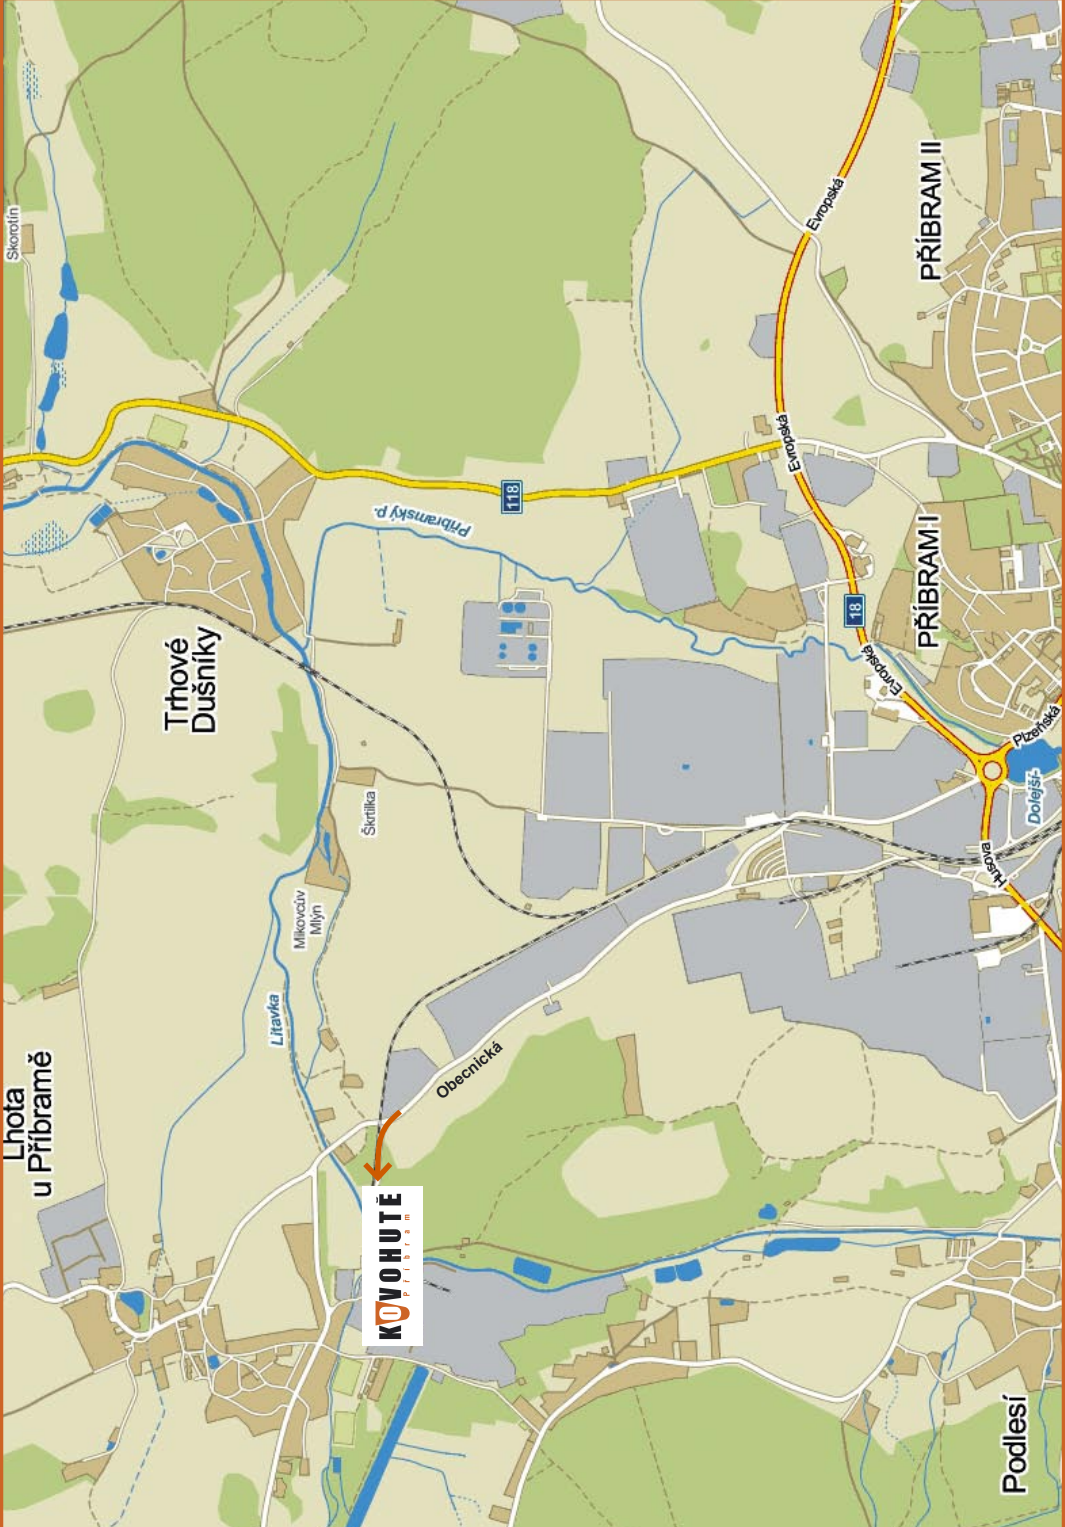 Lhota
u Příbramě
KOVOHUTĚ
Příbram
Podlesí
Obecnická
Litavka
Mikovcův
Mlýn
Škrtilka
Trhové
Dušníky
Skorotín
Příbramský p.
118
Husova
Dolejší-
Plzeňská
Evropská
18
PŘÍBRAM I
Evropská
Evropská
PŘÍBRAM II